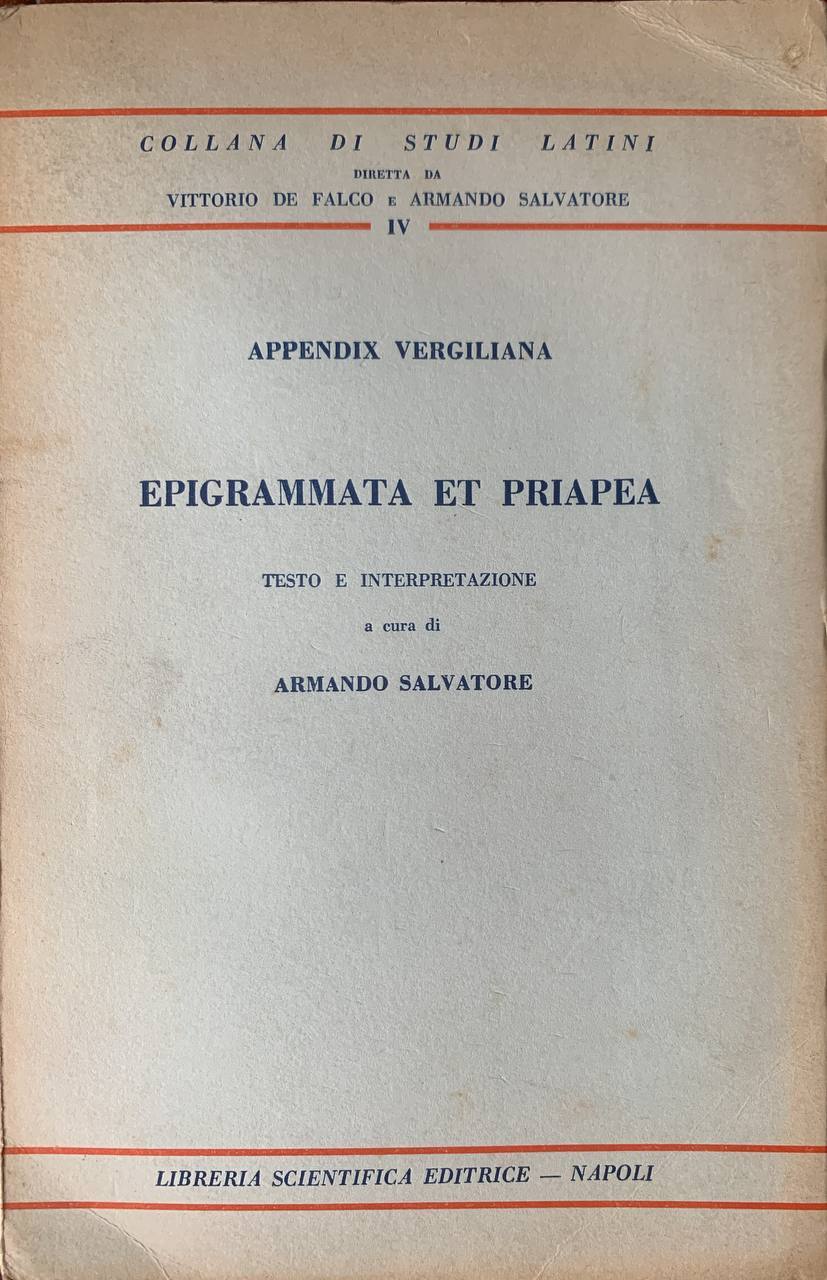 COLLANA DI STUDI LATINI
DIRETTA DA
VITTORIO DE FALCO E ARMANDO SALVATORE
IV
APPENDIX VERGILIANA
EPIGRAMMATA ET PRIAPEA
TESTO E INTERPRETAZIONE
a cura di
ARMANDO SALVATORE
LIBRERIA SCIENTIFICA EDITRICE — NAPOLI